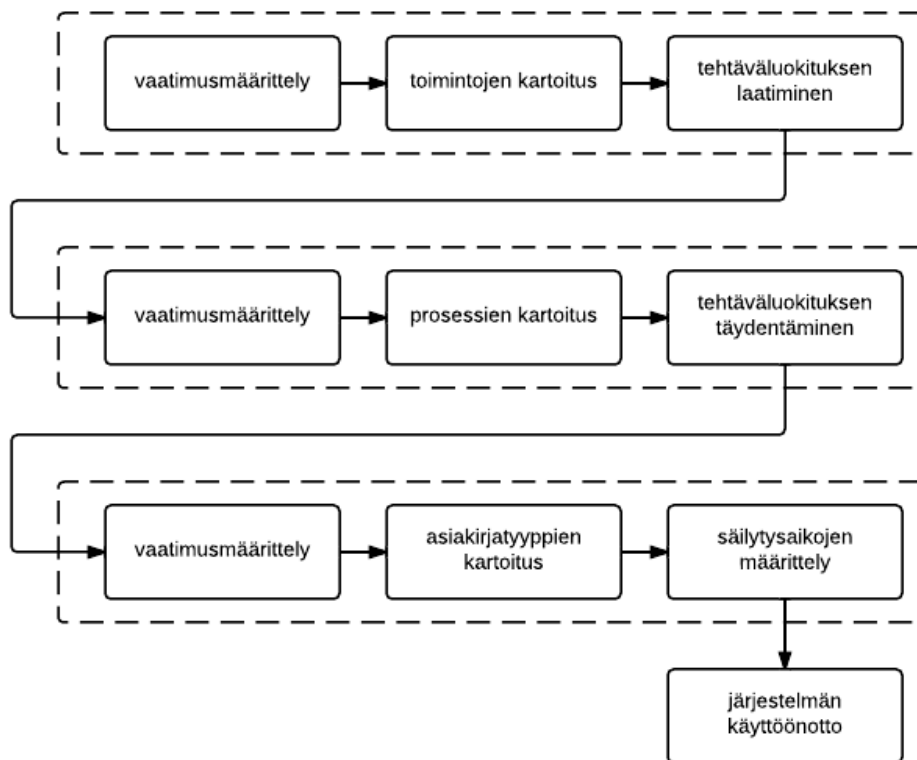 vaatimusmäärittely
toimintojen kartoitus
tehtäväluokituksen
laatiminen
vaatimusmäärittely
prosessien kartoitus
tehtäväluokituksen
täydentäminen
vaatimusmäärittely
asiakirjatyyppien
kartoitus
säilytysaikojen
määrittely
järjestelmän
käyttöönotto